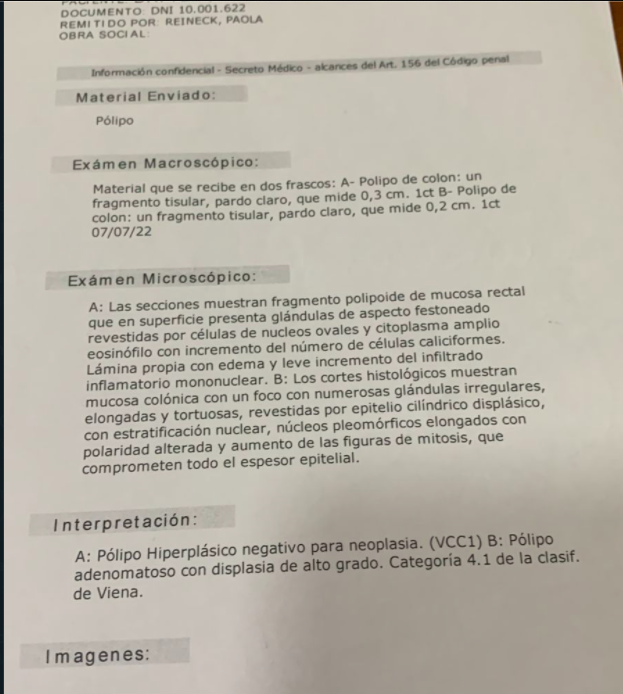 DOCUMENTO: DNI 10.001.622
REMITIDO POR: REINECK, PAOLA
OBRA SOCIAL:
Información confidencial - Secreto Médico - alcances del Art. 156 del Código penal
Material Enviado:
Pólipo
Exámen Macroscópico:
Material que se recibe en dos frascos: A- Polipo de colon: un
fragmento tisular, pardo claro, que mide 0,3 cm. 1ct B- Polipo de
colon: un fragmento tisular, pardo claro, que mide 0,2 cm. 1ct
07/07/22
Exámen Microscópico:
A: Las secciones muestran fragmento polipoide de mucosa rectal
que en superficie presenta glándulas de aspecto festoneado
revestidas por células de nucleos ovales y citoplasma amplio
eosinófilo con incremento del número de células caliciformes.
Lámina propia con edema y leve incremento del infiltrado
inflamatorio mononuclear. B: Los cortes histológicos muestran
mucosa colónica con un foco con numerosas glándulas irregulares,
elongadas y tortuosas, revestidas por epitelio cilíndrico displásico,
con estratificación nuclear, núcleos pleomórficos elongados con
polaridad alterada y aumento de las figuras de mitosis, que
comprometen todo el espesor epitelial.
Interpretación:
A: Pólipo Hiperplásico negativo para neoplasia. (VCC1) B: Pólipo
adenomatoso con displasia de alto grado. Categoría 4.1 de la clasif.
de Viena.
Imagenes: